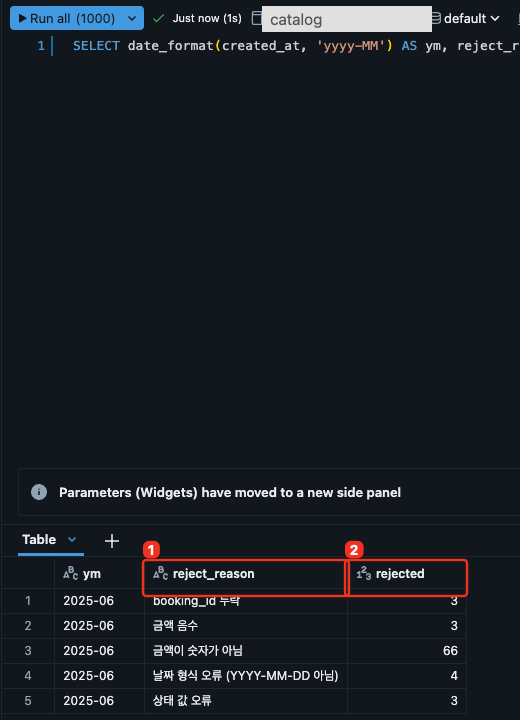 Run all (1000)
Just now (1s)
catalog
default
1 SELECT date_format(created_at, 'yyyy-MM') AS ym, reject_r
Parameters (Widgets) have moved to a new side panel
Table
1
2
ym reject_reason rejected
1 2025-06 booking_id 누락 3
2 2025-06 금액 음수 3
3 2025-06 금액이 숫자가 아님 66
4 2025-06 날짜 형식 오류 (YYYY-MM-DD 아님) 4
5 2025-06 상태 값 오류 3